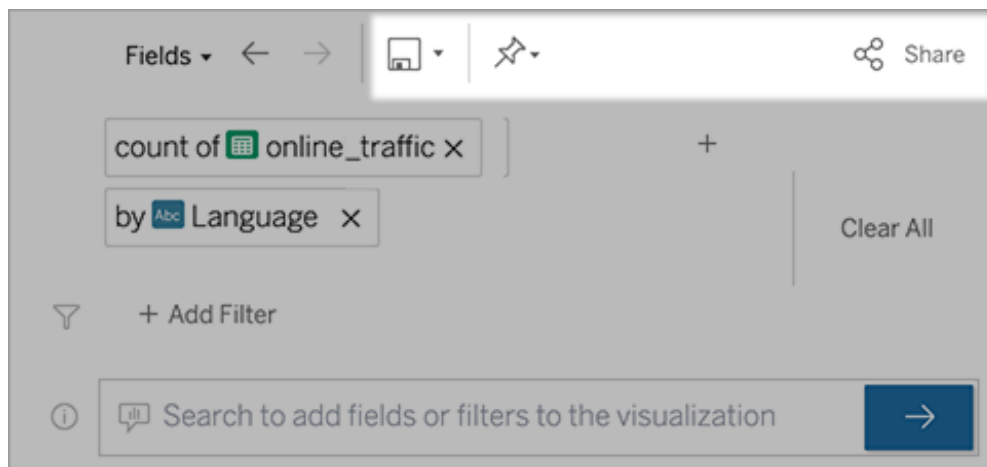 Fields
Share
count of online_traffic ×
+
by Abc Language ×
Clear All
+ Add Filter
Search to add fields or filters to the visualization